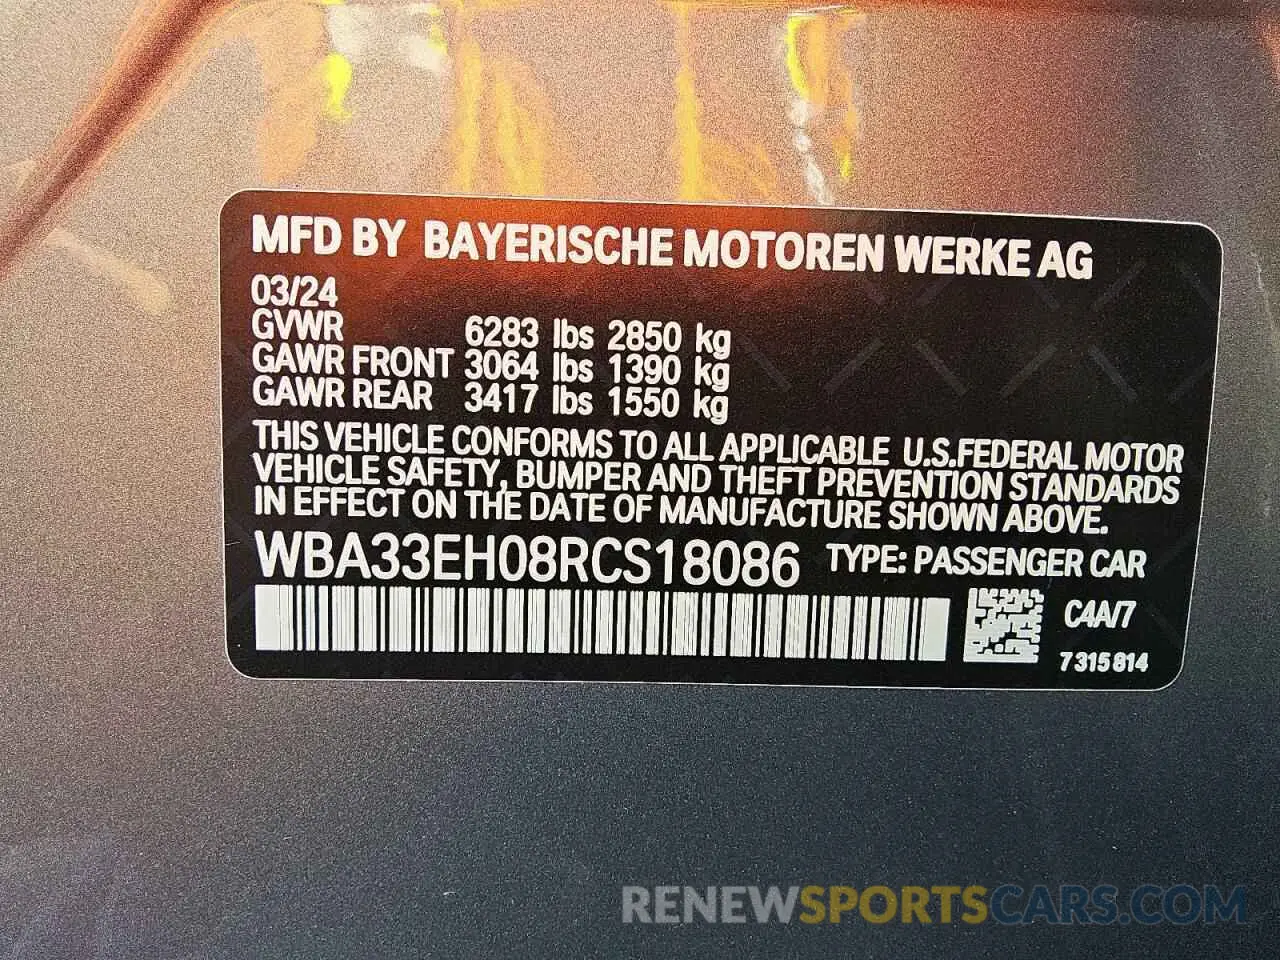 MFD BY BAYERISCHE MOTOREN WERKE AG
03/24
GVWR 6283 lbs 2850 kg
GAWR FRONT 3064 lbs 1390 kg
GAWR REAR 3417 lbs 1550 kg
THIS VEHICLE CONFORMS TO ALL APPLICABLE U.S.FEDERAL MOTOR
VEHICLE SAFETY, BUMPER AND THEFT PREVENTION STANDARDS
IN EFFECT ON THE DATE OF MANUFACTURE SHOWN ABOVE.
WBA33EH08RCS18086 TYPE: PASSENGER CAR
C4A/7
7315814
RENEWSPORTSCARS.COM